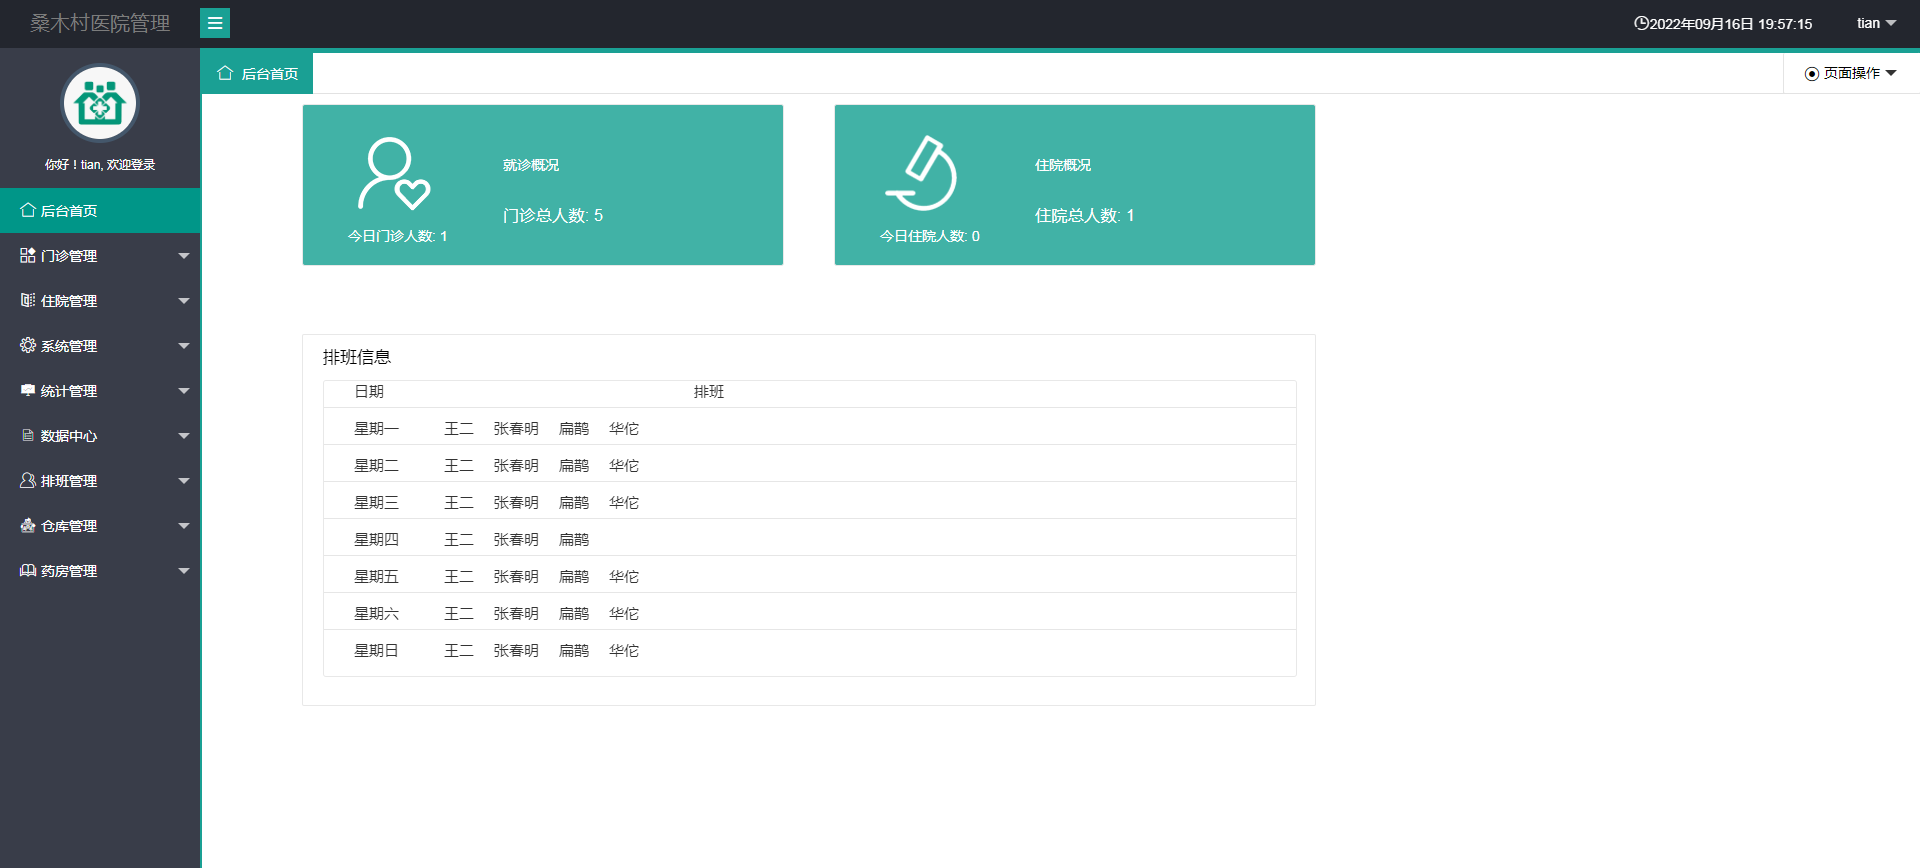 桑木村医院管理
2022年09月16日 19:57:15
tian
你好！tian, 欢迎登录
后台首页
门诊管理
住院管理
系统管理
统计管理
数据中心
排班管理
仓库管理
药房管理
后台首页
页面操作
就诊概况
门诊总人数: 5
今日门诊人数: 1
住院概况
住院总人数: 1
今日住院人数: 0
排班信息
日期 排班
星期一 王二 张春明 扁鹊 华佗
星期二 王二 张春明 扁鹊 华佗
星期三 王二 张春明 扁鹊 华佗
星期四 王二 张春明 扁鹊
星期五 王二 张春明 扁鹊 华佗
星期六 王二 张春明 扁鹊 华佗
星期日 王二 张春明 扁鹊 华佗